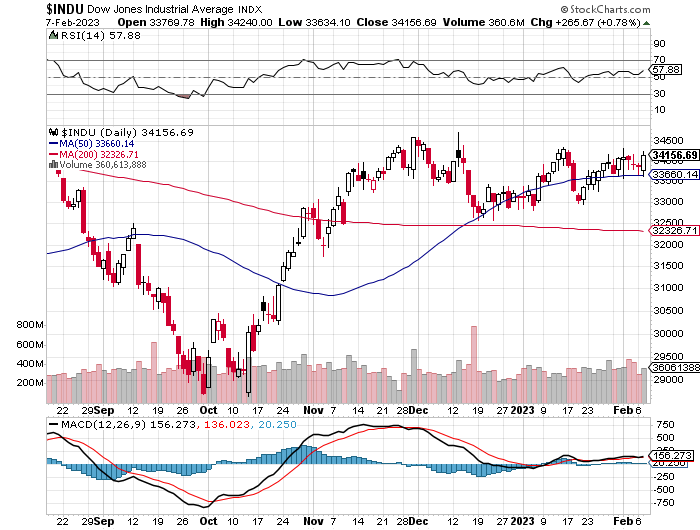 $INDU Dow Jones Industrial Average INDX © StockCharts.com
7-Feb-2023 Open 33769.78 High 34240.00 Low 33634.10 Close 34156.69 Volume 360.6M Chg +265.67 (+0.78%)
RSI(14) 57.88
90
70
57.88
50
30
10
$INDU (Daily) 34156.69
MA(50) 33660.14
MA(200) 32326.71
Volume 360,613,888
34500
34156.69
33660.14
33500
33000
32500
32326.71
31500
31000
30500
30000
29500
29000
36061388
800M
600M
400M
200M
22 Sep 6 12 19 26 Oct 10 17 24 Nov 7 14 21 28 Dec 12 19 27 2023 9 17 23 Feb 6
MACD(12,26,9) 156.273, 136.023, 20.250
750
500
250
156.273
20.250
-250
-500
-750
22 Sep 6 12 19 26 Oct 10 17 24 Nov 7 14 21 28 Dec 12 19 27 2023 9 17 23 Feb 6